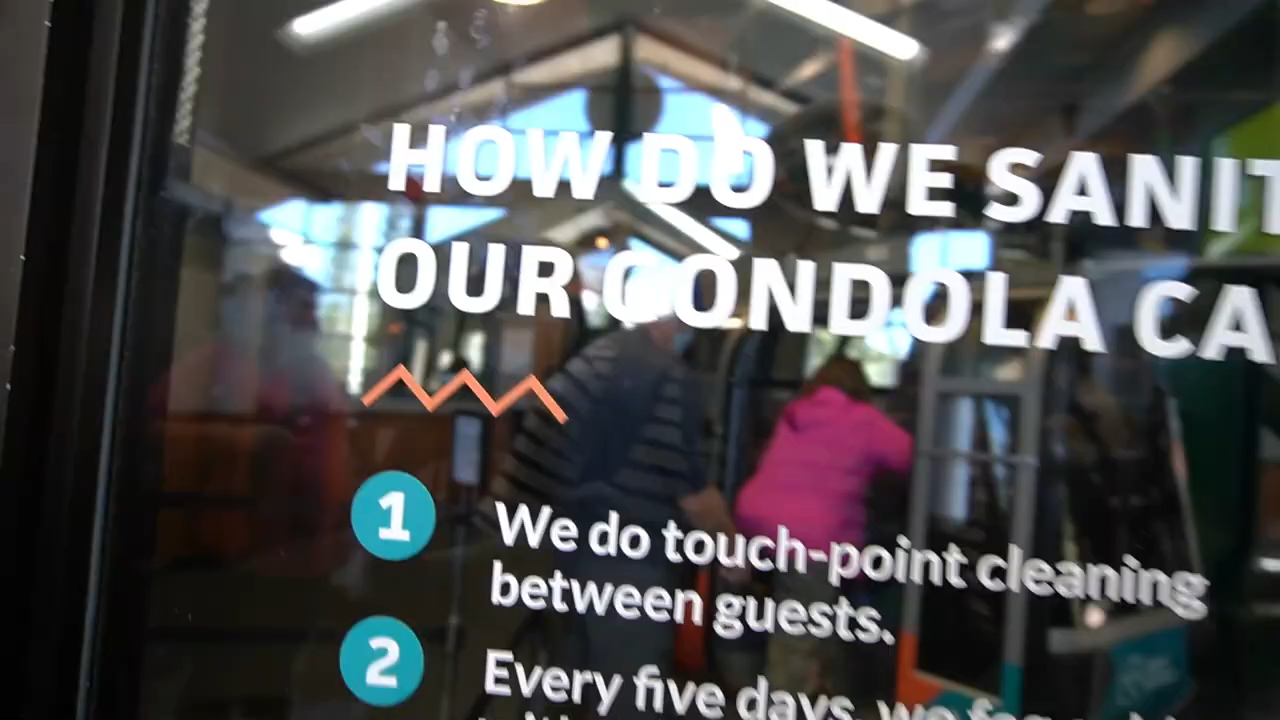 HOW DO WE SANIT
OUR GONDOLA CA
1 We do touch-point cleaning
between guests.
2 Every five days, we